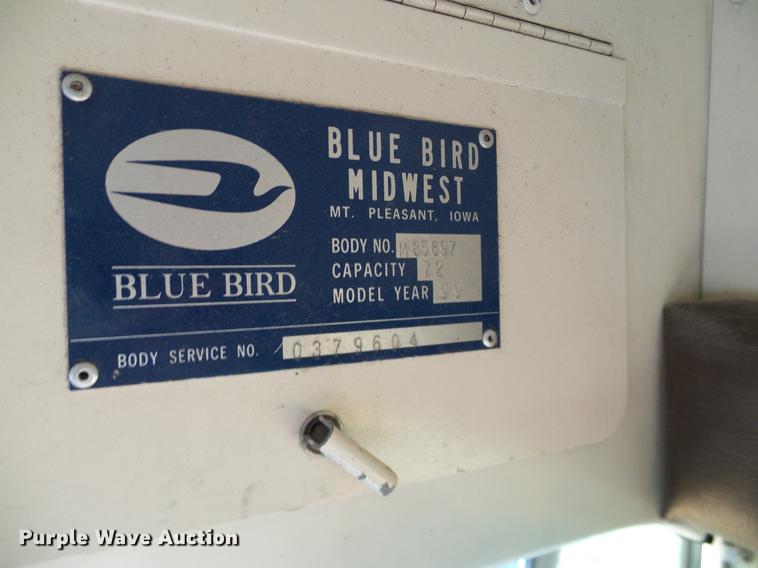 BLUE BIRD
MIDWEST
MT. PLEASANT, IOWA
BODY NO. M85897
CAPACITY 72
MODEL YEAR 99
BLUE BIRD
BODY SERVICE NO. 0379604
Purple Wave Auction